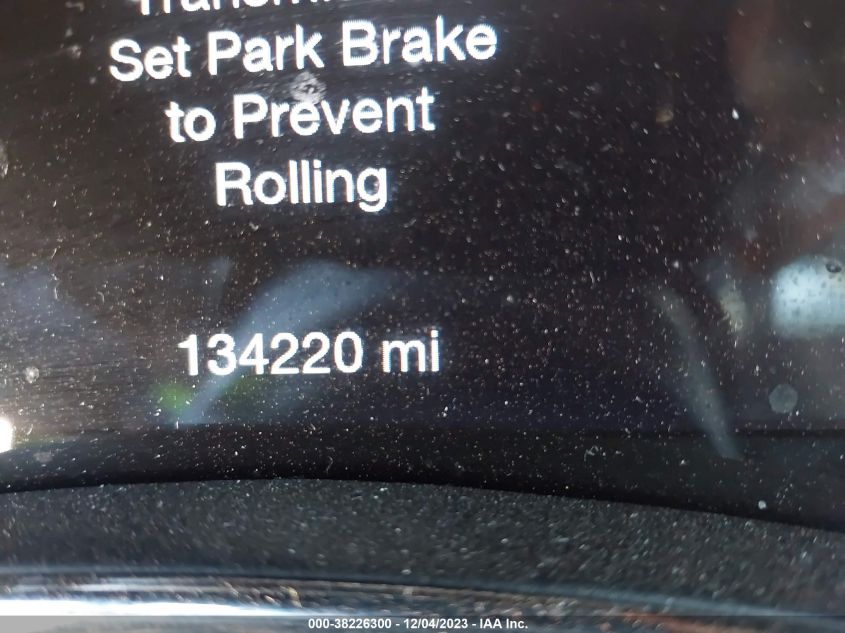 Set Park Brake
to Prevent
Rolling
134220 mi
000-38226300 - 12/04/2023 - IAA Inc.